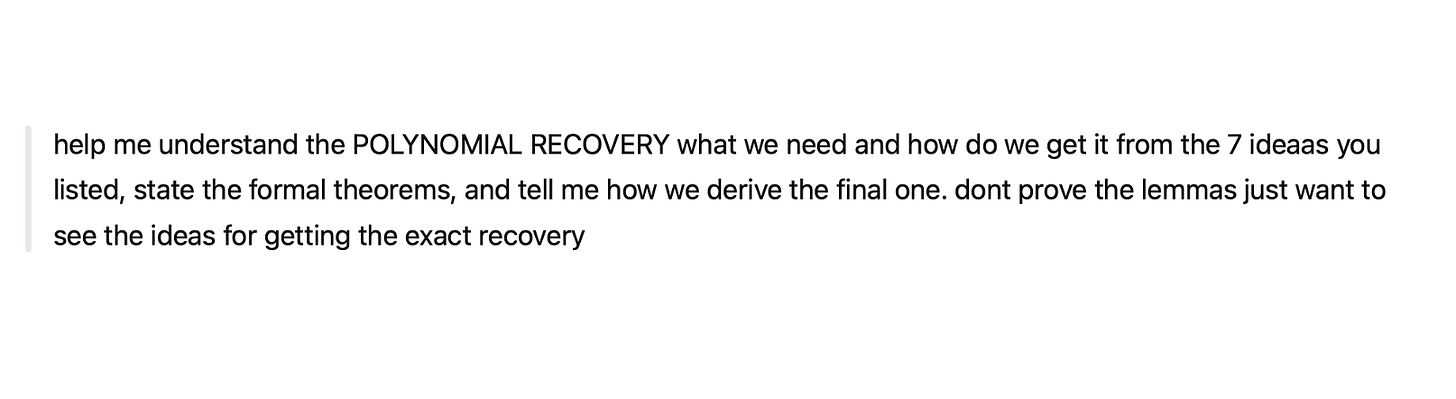 help me understand the POLYNOMIAL RECOVERY what we need and how do we get it from the 7 ideaas you
listed, state the formal theorems, and tell me how we derive the final one. dont prove the lemmas just want to
see the ideas for getting the exact recovery